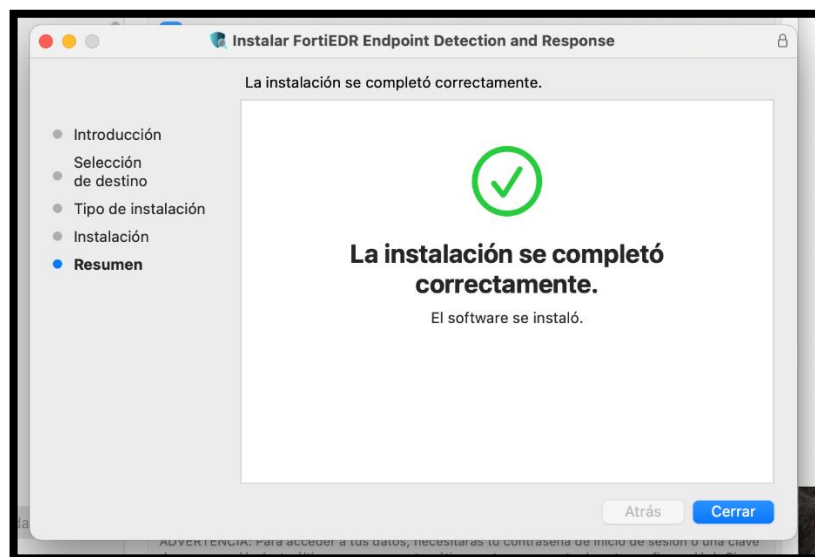 Instalar FortiEDR Endpoint Detection and Response
La instalación se completó correctamente.
Introducción
Selección
de destino
Tipo de instalación
Instalación
Resumen
La instalación se completó
correctamente.
El software se instaló.
Atrás
Cerrar
ADVERTENCIA: Para acceder a tus datos, necesitarás tu contraseña de inicio de sesión o una clave